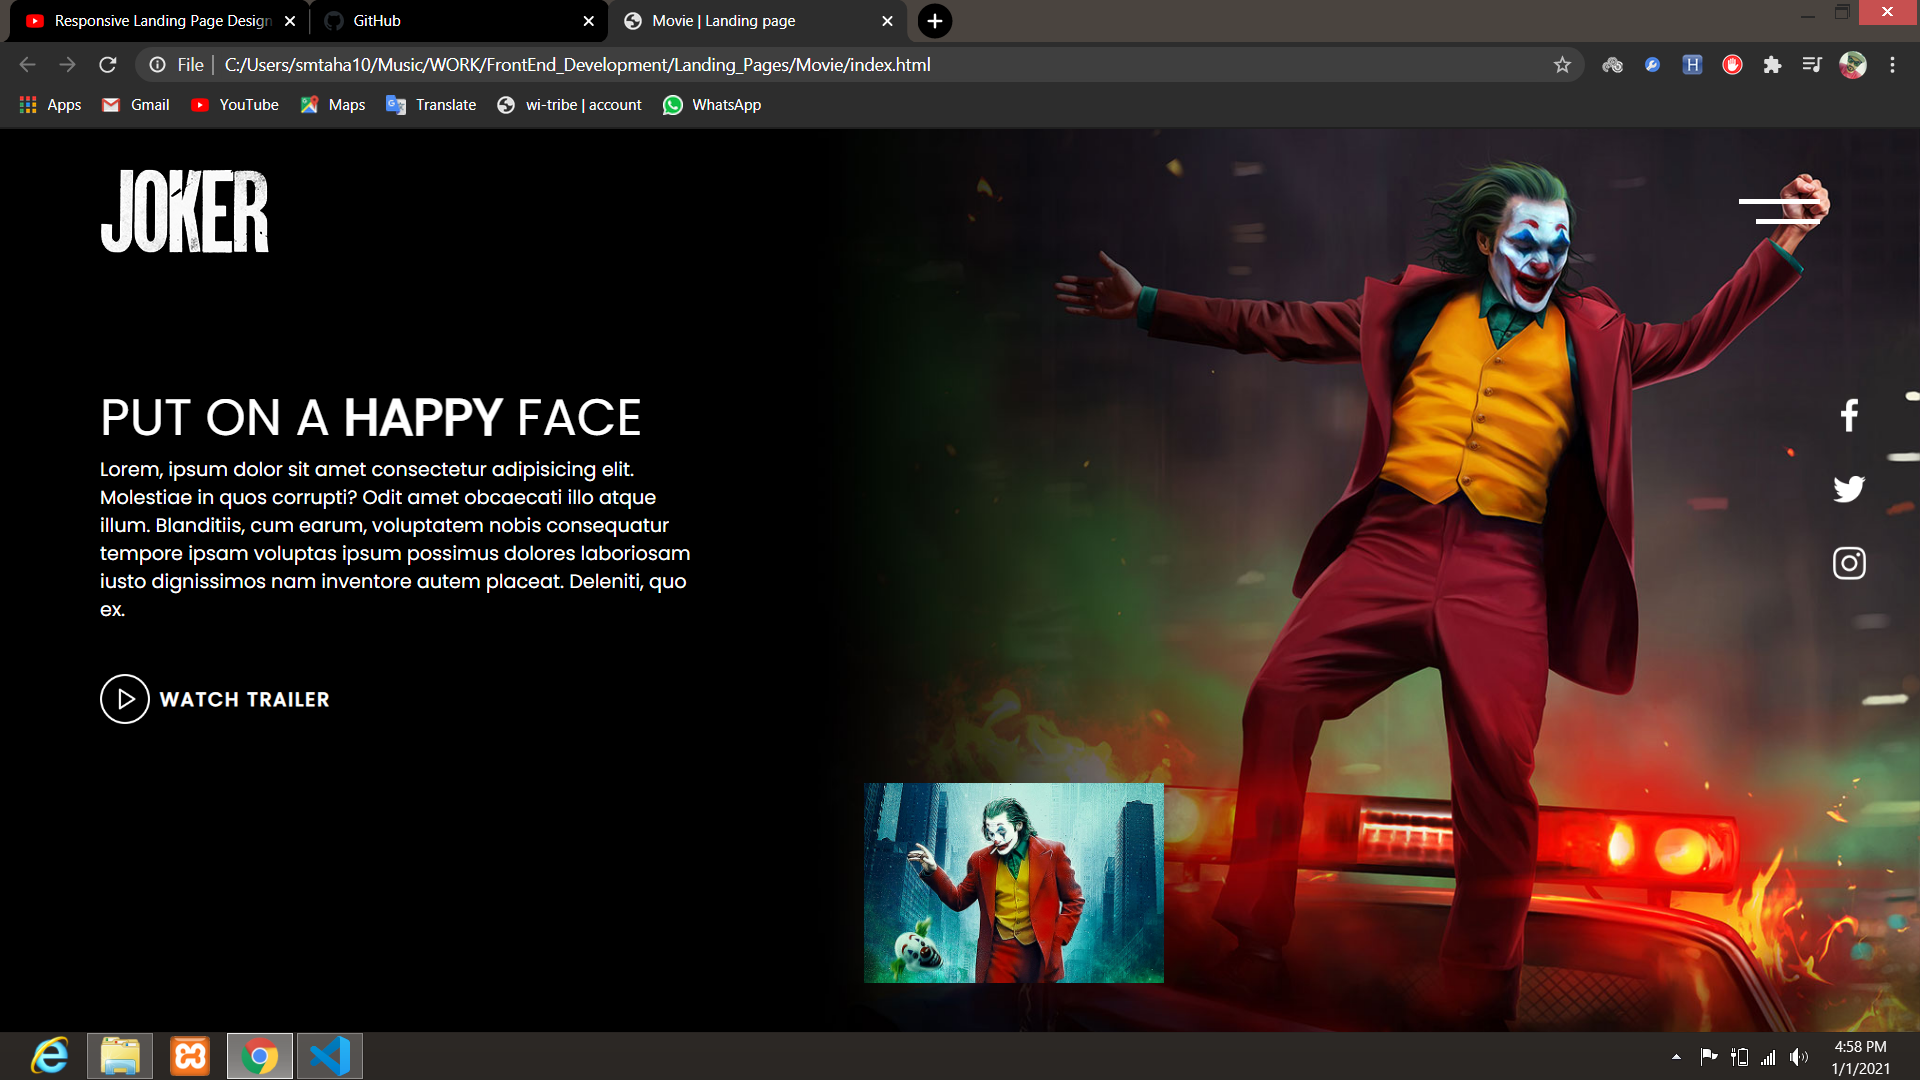 Responsive Landing Page Design
GitHub
Movie | Landing page
File | C:/Users/smtaha10/Music/WORK/FrontEnd_Development/Landing_Pages/Movie/index.html
H
Apps
Gmail
YouTube
Maps
Translate
wi-tribe | account
WhatsApp
JOKER
PUT ON A HAPPY FACE
Lorem, ipsum dolor sit amet consectetur adipisicing elit.
Molestiae in quos corrupti? Odit amet obcaecati illo atque
illum. Blanditiis, cum earum, voluptatem nobis consequatur
tempore ipsam voluptas ipsum possimus dolores laboriosam
iusto dignissimos nam inventore autem placeat. Deleniti, quo
ex.
WATCH TRAILER
4:58 PM
1/1/2021